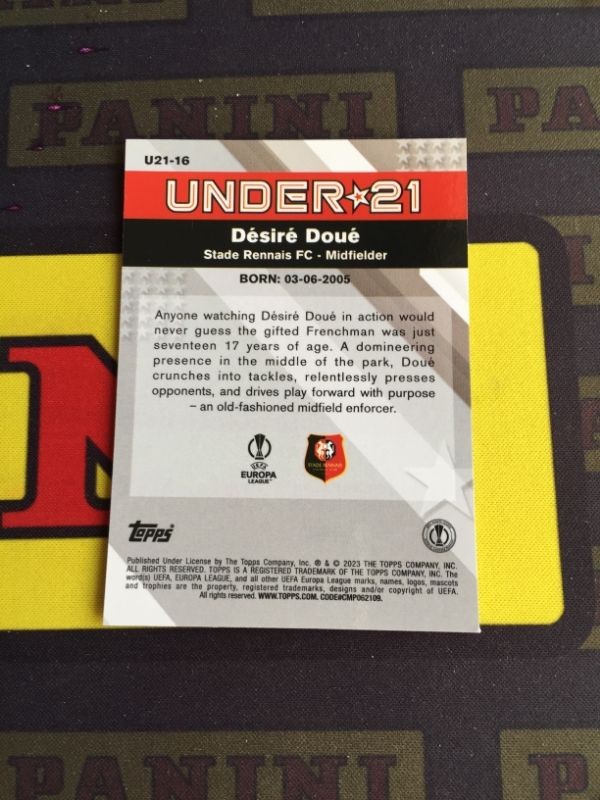 PANINI
PA
U21-16
UNDER★21
Désiré Doué
Stade Rennais FC - Midfielder
BORN: 03-06-2005
Anyone watching Désiré Doué in action would
never guess the gifted Frenchman was just
seventeen 17 years of age. A domineering
presence in the middle of the park, Doué
crunches into tackles, relentlessly presses
opponents, and drives play forward with purpose
– an old-fashioned midfield enforcer.
UEFA
EUROPA
LEAGUE™
STADE RENNAIS
Topps
Published Under License by The Topps Company, Inc. ® & © 2023 THE TOPPS COMPANY, INC.
ALL RIGHTS RESERVED. TOPPS IS A REGISTERED TRADEMARK OF THE TOPPS COMPANY, INC. The
word(s) UEFA, EUROPA LEAGUE, and all other UEFA Europa League marks, names, logos, mascots
and trophies are the property, registered trademarks, designs and/or copyright of UEFA.
All rights reserved. WWW.TOPPS.COM. CODE#CMP062109.
N
PANINI
PA